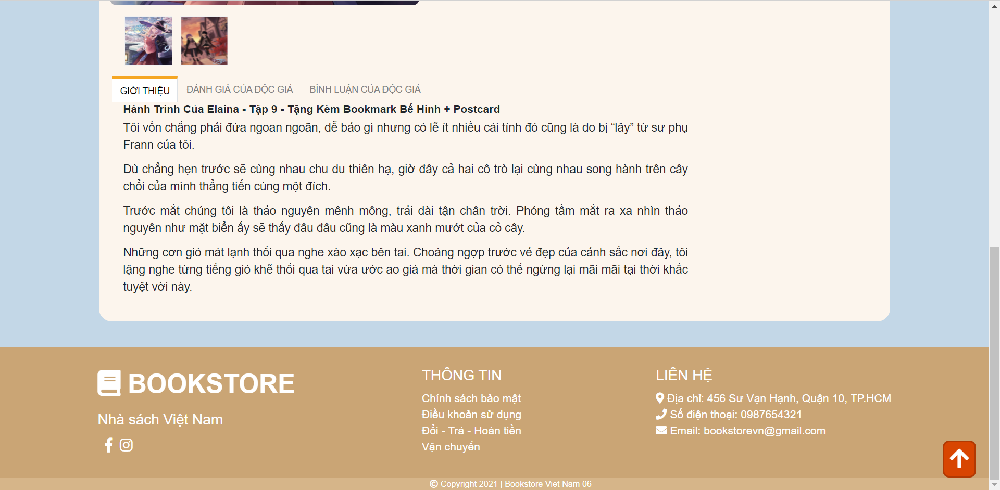 9
GIỚI THIỆU
ĐÁNH GIÁ CỦA ĐỘC GIẢ
BÌNH LUẬN CỦA ĐỘC GIẢ
Hành Trình Của Elaina - Tập 9 - Tặng Kèm Bookmark Bế Hình + Postcard
Tôi vốn chẳng phải đứa ngoan ngoãn, dễ bảo gì nhưng có lẽ ít nhiều cái tính đó cũng là do bị “lây” từ sư phụ
Frann của tôi.
Dù chẳng hẹn trước sẽ cùng nhau chu du thiên hạ, giờ đây cả hai cô trò lại cùng nhau song hành trên cây
chổi của mình thẳng tiến cùng một đích.
Trước mắt chúng tôi là thảo nguyên mênh mông, trải dài tận chân trời. Phóng tầm mắt ra xa nhìn thảo
nguyên như mặt biển ấy sẽ thấy đâu đâu cũng là màu xanh mướt của cỏ cây.
Những cơn gió mát lạnh thổi qua nghe xào xạc bên tai. Choáng ngợp trước vẻ đẹp của cảnh sắc nơi đây, tôi
lặng nghe từng tiếng gió khẽ thổi qua tai vừa ước ao giá mà thời gian có thể ngừng lại mãi mãi tại thời khắc
tuyệt vời này.
BOOKSTORE
Nhà sách Việt Nam
THÔNG TIN
Chính sách bảo mật
Điều khoản sử dụng
Đổi - Trả - Hoàn tiền
Vận chuyển
LIÊN HỆ
Địa chỉ: 456 Sư Vạn Hạnh, Quận 10, TP.HCM
Số điện thoại: 0987654321
Email: bookstorevn@gmail.com
© Copyright 2021 | Bookstore Viet Nam 06